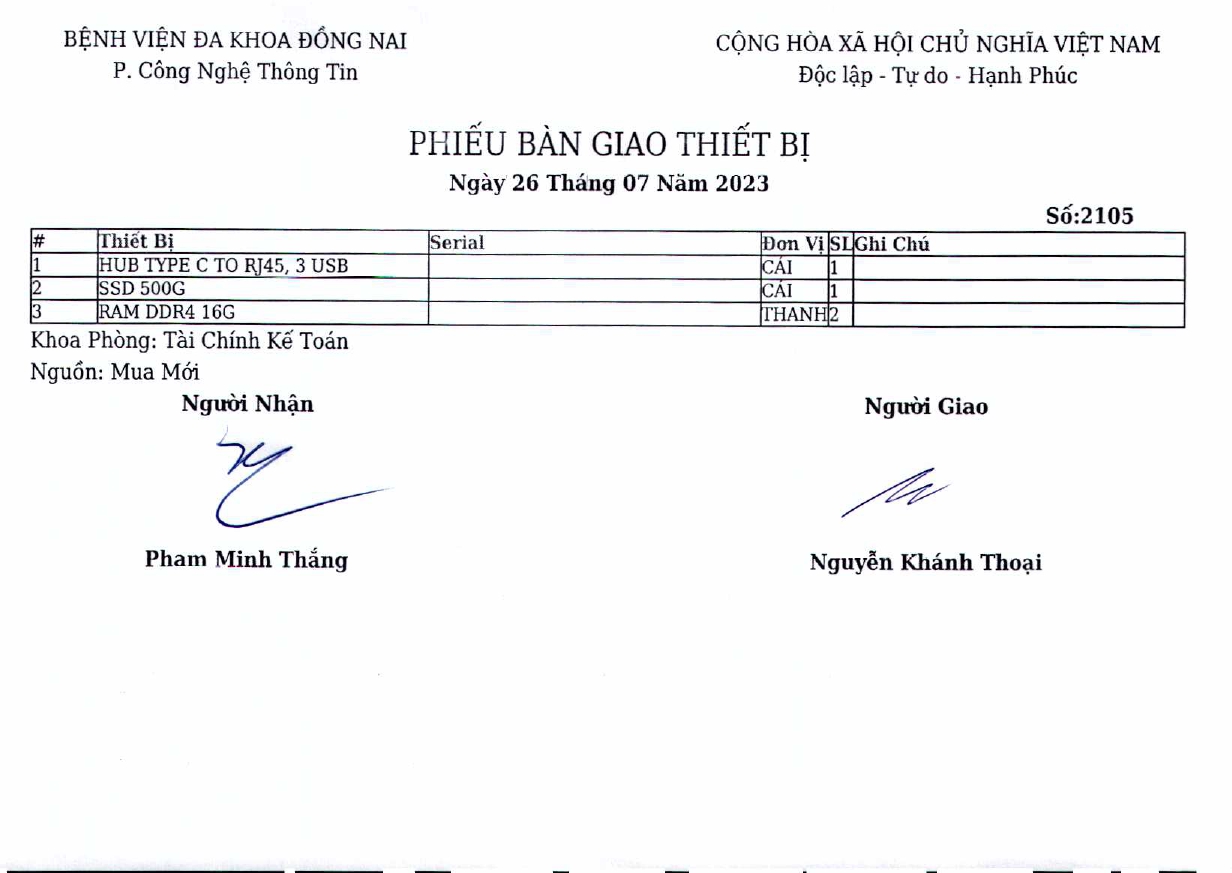 BỆNH VIỆN ĐA KHOA ĐỒNG NAI
P. Công Nghệ Thông Tin
CỘNG HÒA XÃ HỘI CHỦ NGHĨA VIỆT NAM
Độc lập - Tự do - Hạnh Phúc
PHIẾU BÀN GIAO THIẾT BỊ
Ngày 26 Tháng 07 Năm 2023
Số:2105
# Thiết Bị Serial Đơn Vị SL Ghi Chú
1 HUB TYPE C TO RJ45, 3 USB CÁI 1
2 SSD 500G CÁI 1
3 RAM DDR4 16G THANH 2
Khoa Phòng: Tài Chính Kế Toán
Nguồn: Mua Mới
Người Nhận Người Giao
Pham Minh Thắng Nguyễn Khánh Thoại